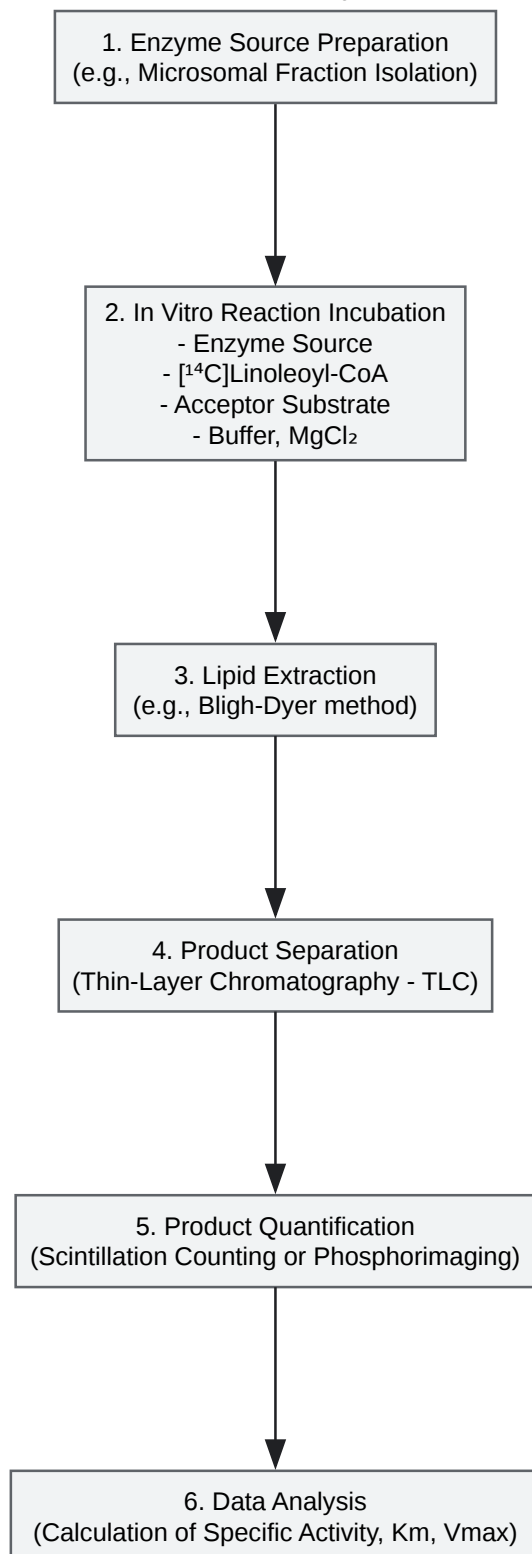 1. Enzyme Source Preparation
(e.g., Microsomal Fraction Isolation)
2. In Vitro Reaction Incubation
- Enzyme Source
- [¹⁴C]Linoleoyl-CoA
- Acceptor Substrate
- Buffer, MgCl₂
3. Lipid Extraction
(e.g., Bligh-Dyer method)
4. Product Separation
(Thin-Layer Chromatography - TLC)
5. Product Quantification
(Scintillation Counting or Phosphorimaging)
6. Data Analysis
(Calculation of Specific Activity, Km, Vmax)